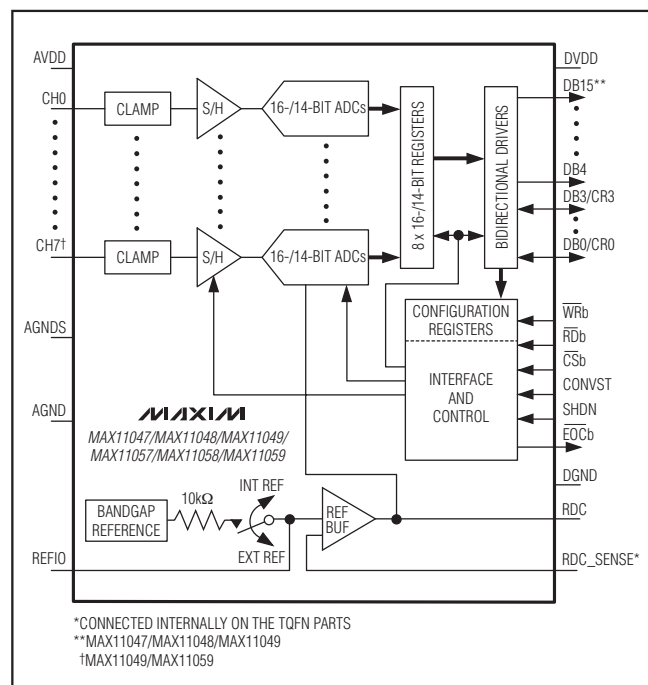 AVDD
DVDD
CH0
CLAMP
S/H
16-/14-BIT ADCs
8 x 16-/14-BIT REGISTERS
BIDIRECTIONAL DRIVERS
DB15**
DB4
DB3/CR3
DB0/CR0
CH7†
CLAMP
S/H
16-/14-BIT ADCs
CONFIGURATION
REGISTERS
INTERFACE
AND
CONTROL
WRb
RDb
CSb
CONVST
SHDN
EOCb
AGNDS
AGND
MAXIM
MAX11047/MAX11048/MAX11049/
MAX11057/MAX11058/MAX11059
DGND
BANDGAP
REFERENCE
10kΩ
INT REF
EXT REF
REF
BUF
RDC
REFIO
RDC_SENSE*
*CONNECTED INTERNALLY ON THE TQFN PARTS
**MAX11047/MAX11048/MAX11049
†MAX11049/MAX11059